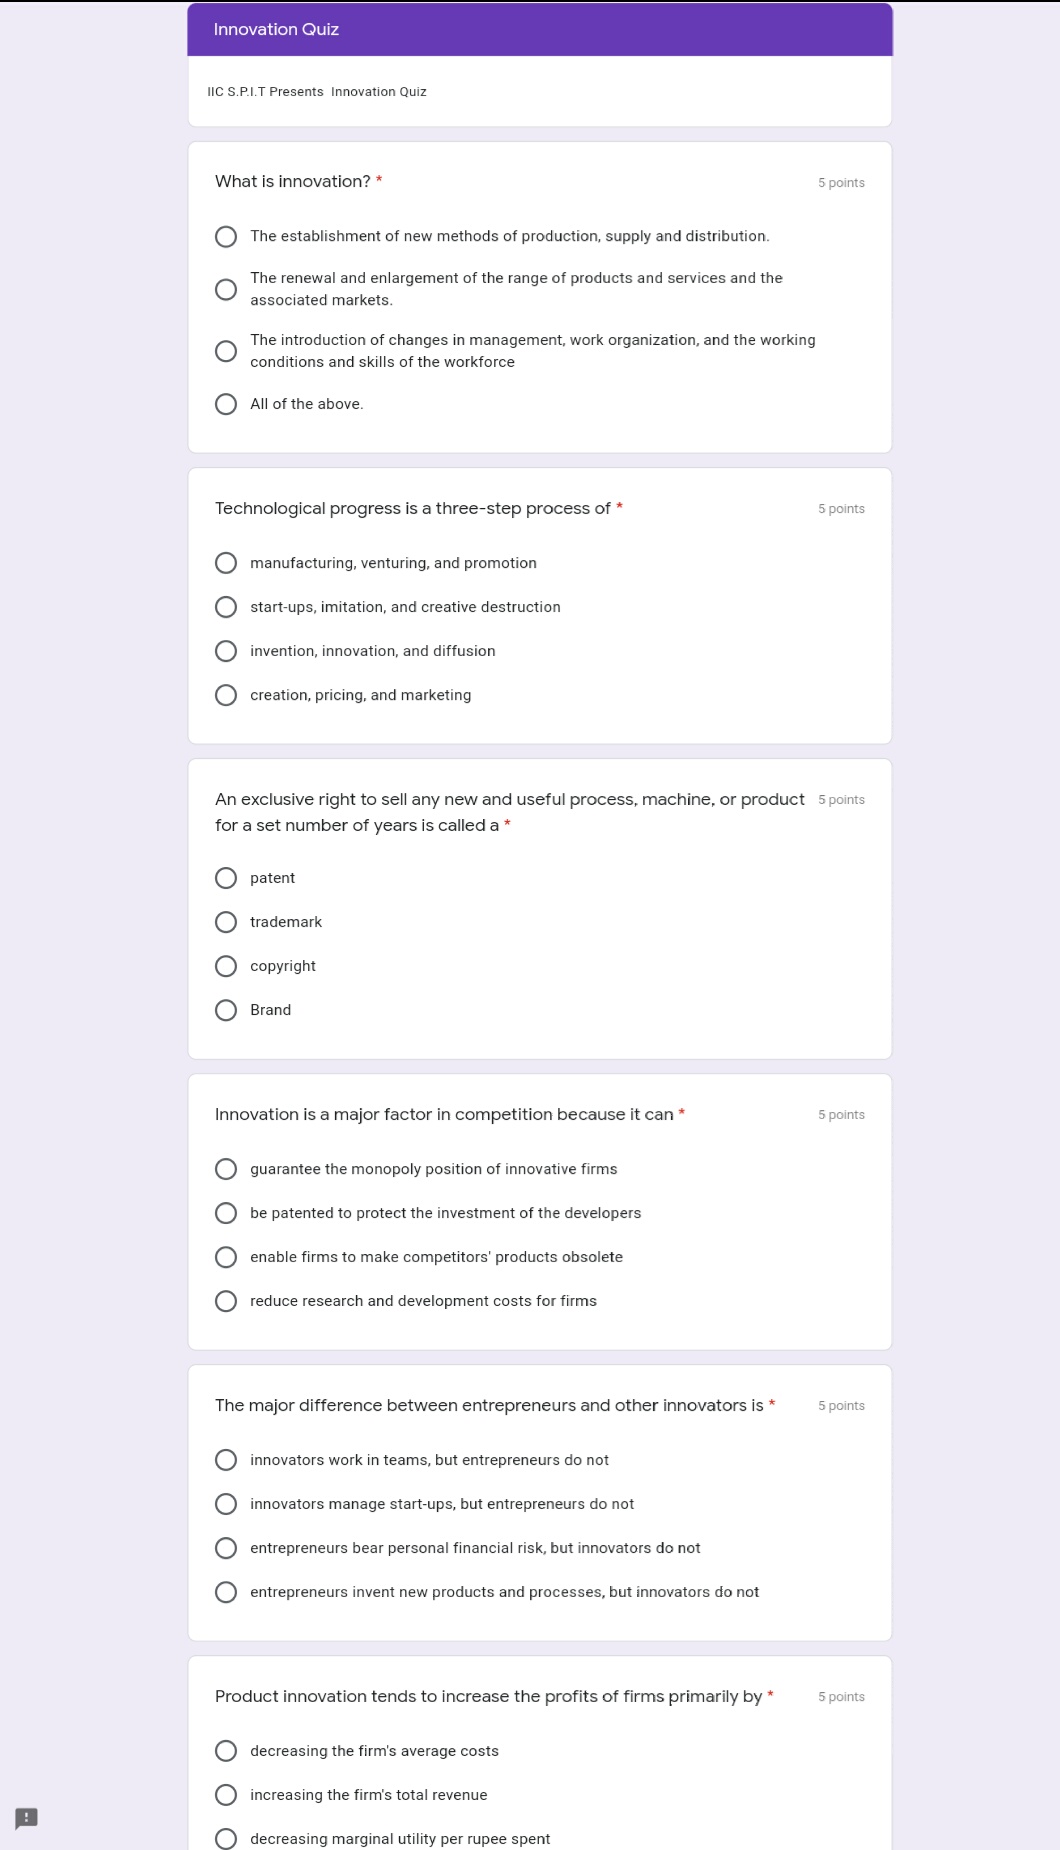 Innovation Quiz
IIC S.P.I.T Presents  Innovation Quiz
What is innovation? *
5 points
The establishment of new methods of production, supply and distribution.
The renewal and enlargement of the range of products and services and the
associated markets.
The introduction of changes in management, work organization, and the working
conditions and skills of the workforce
All of the above.
Technological progress is a three-step process of *
5 points
manufacturing, venturing, and promotion
start-ups, imitation, and creative destruction
invention, innovation, and diffusion
creation, pricing, and marketing
An exclusive right to sell any new and useful process, machine, or product
5 points
for a set number of years is called a *
patent
trademark
copyright
Brand
Innovation is a major factor in competition because it can *
5 points
guarantee the monopoly position of innovative firms
be patented to protect the investment of the developers
enable firms to make competitors' products obsolete
reduce research and development costs for firms
The major difference between entrepreneurs and other innovators is *
5 points
innovators work in teams, but entrepreneurs do not
innovators manage start-ups, but entrepreneurs do not
entrepreneurs bear personal financial risk, but innovators do not
entrepreneurs invent new products and processes, but innovators do not
Product innovation tends to increase the profits of firms primarily by *
5 points
decreasing the firm's average costs
increasing the firm's total revenue
decreasing marginal utility per rupee spent